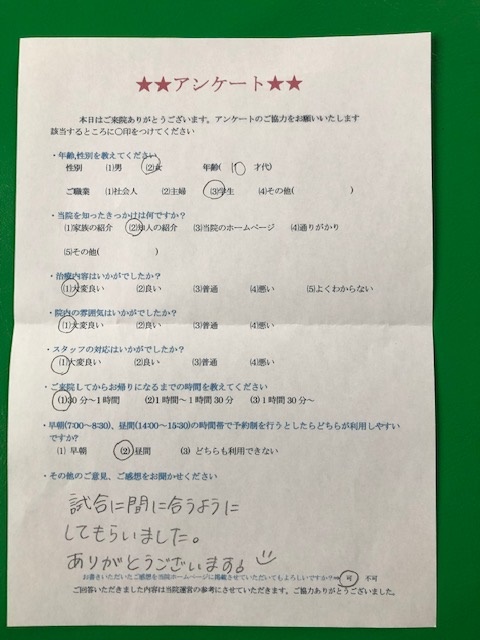 ★★アンケート★★
本日はご来院ありがとうございます。アンケートのご協力をお願いいたします
該当するところに〇印をつけてください
・年齢,性別を教えてください
性別 (1)男 (2)女 年齢( 10 才代)
ご職業 (1)社会人 (2)主婦 (3)学生 (4)その他( )
・当院を知ったきっかけは何ですか?
(1)家族の紹介 (2)知人の紹介 (3)当院のホームページ (4)通りがかり
(5)その他( )
・治療内容はいかがでしたか?
(1)大変良い (2)良い (3)普通 (4)悪い (5)よくわからない
・院内の雰囲気はいかがでしたか?
(1)大変良い (2)良い (3)普通 (4)悪い
・スタッフの対応はいかがでしたか?
(1)大変良い (2)良い (3)普通 (4)悪い
・ご来院してからお帰りになるまでの時間を教えてください
(1)30分〜1時間 (2)1時間〜1時間30分 (3)1時間30分〜
・早朝(7:00〜8:30)、昼間(14:00〜15:30)の時間帯で予約制を行うとしたらどちらが利用しやすい
ですか?
(1) 早朝 (2) 昼間 (3) どちらも利用できない
・その他のご意見、ご感想をお聞かせください
試合に間に合うように
してもらいました。
ありがとうございます。
お書きいただいたご感想を当院ホームページに掲載させていただいてもよろしいですか?→ 可 不可
ご回答いただきました内容は当院運営の参考にさせていただきます。ご協力ありがとうございました。